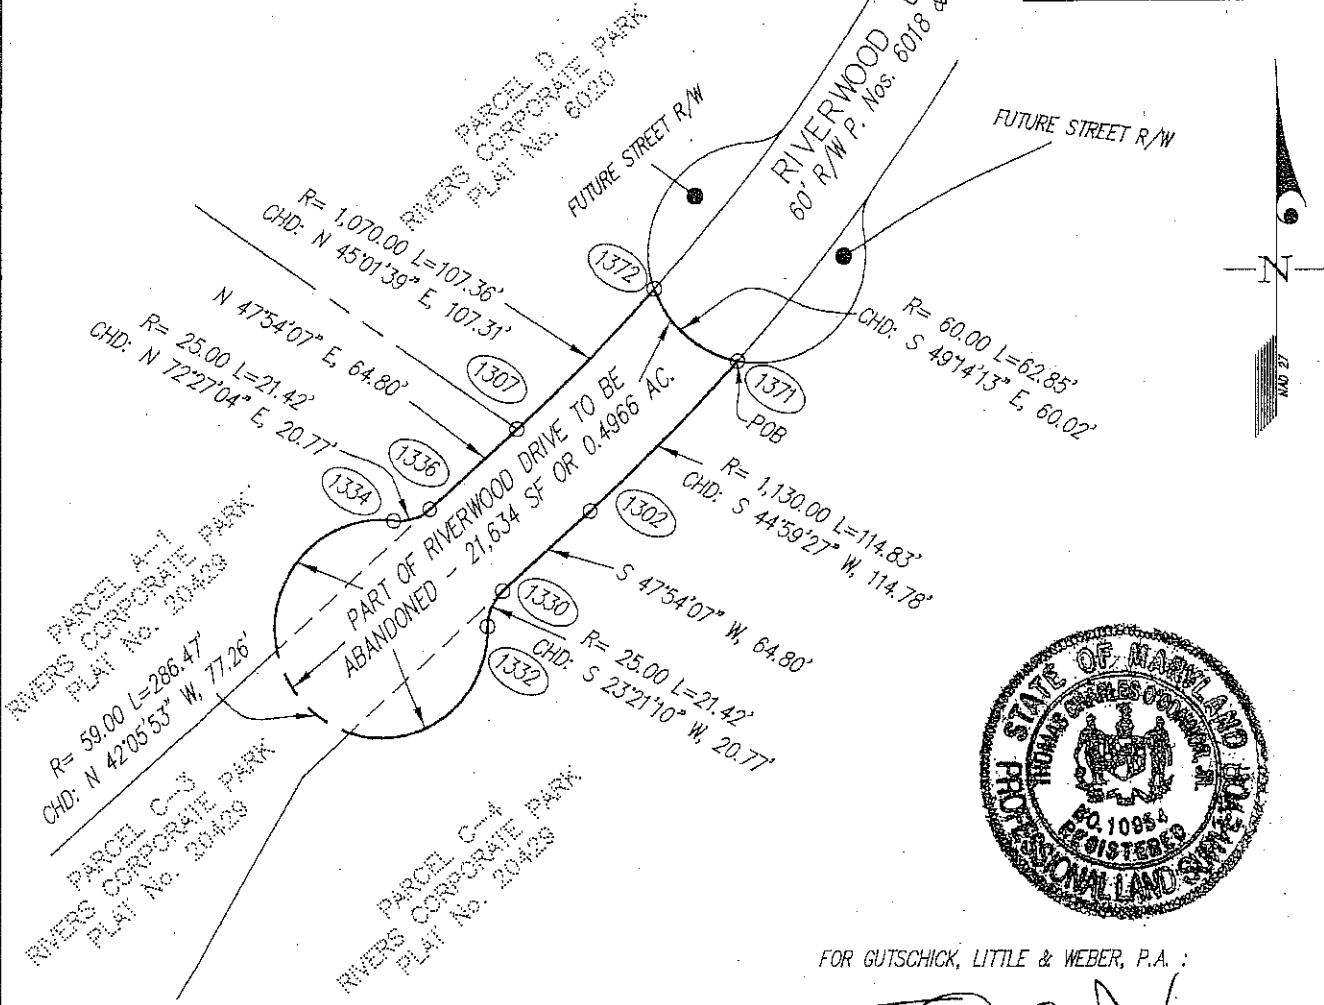 PARCEL D
RIVERS CORPORATE PARK
PLAT No. 6020
RIVERWOOD
60' R/W P. Nos. 6018 &
FUTURE STREET R/W
FUTURE STREET R/W
R= 1,070.00 L=107.36'
CHD: N 45°01'39" E, 107.31'
N 47°54'07" E, 64.80'
R= 25.00 L=21.42'
CHD: N 72°27'04" E, 20.77'
1372
1307
1336
1334
N
NAD 27
R= 60.00 L=62.85'
CHD: S 49°14'13" E, 60.02'
1371
POB
PART OF RIVERWOOD DRIVE TO BE
ABANDONED - 21,634 SF OR 0.4966 AC.
R= 1,130.00 L=114.83'
CHD: S 44°59'27" W, 114.78'
1302
S 47°54'07" W, 64.80'
1330
1332
R= 25.00 L=21.42'
CHD: S 23°21'10" W, 20.77'
PARCEL A-1
RIVERS CORPORATE PARK
PLAT No. 20429
R= 59.00 L=286.47'
CHD: N 42°05'53" W, 77.26'
PARCEL C-3
RIVERS CORPORATE PARK
PLAT No. 20429
PARCEL C-4
RIVERS CORPORATE PARK
PLAT No. 20429
STATE OF MARYLAND BOARD
THOMAS CHARLES O'CONNOR, JR.
NO. 10954
REGISTERED
PROFESSIONAL LAND SURVEYORS
FOR GUTSCHICK, LITTLE & WEBER, P.A. :